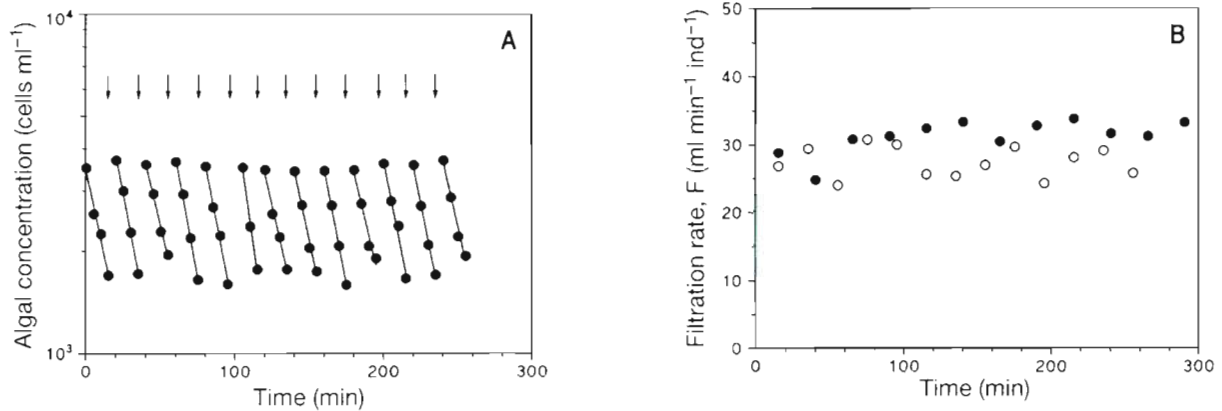 A
Algal concentration (cells ml⁻¹)
10⁴
10³
0
100
200
300
Time (min)
B
Filtration rate, F (ml min⁻¹ ind⁻¹)
50
40
30
20
10
0
0
100
200
300
Time (min)